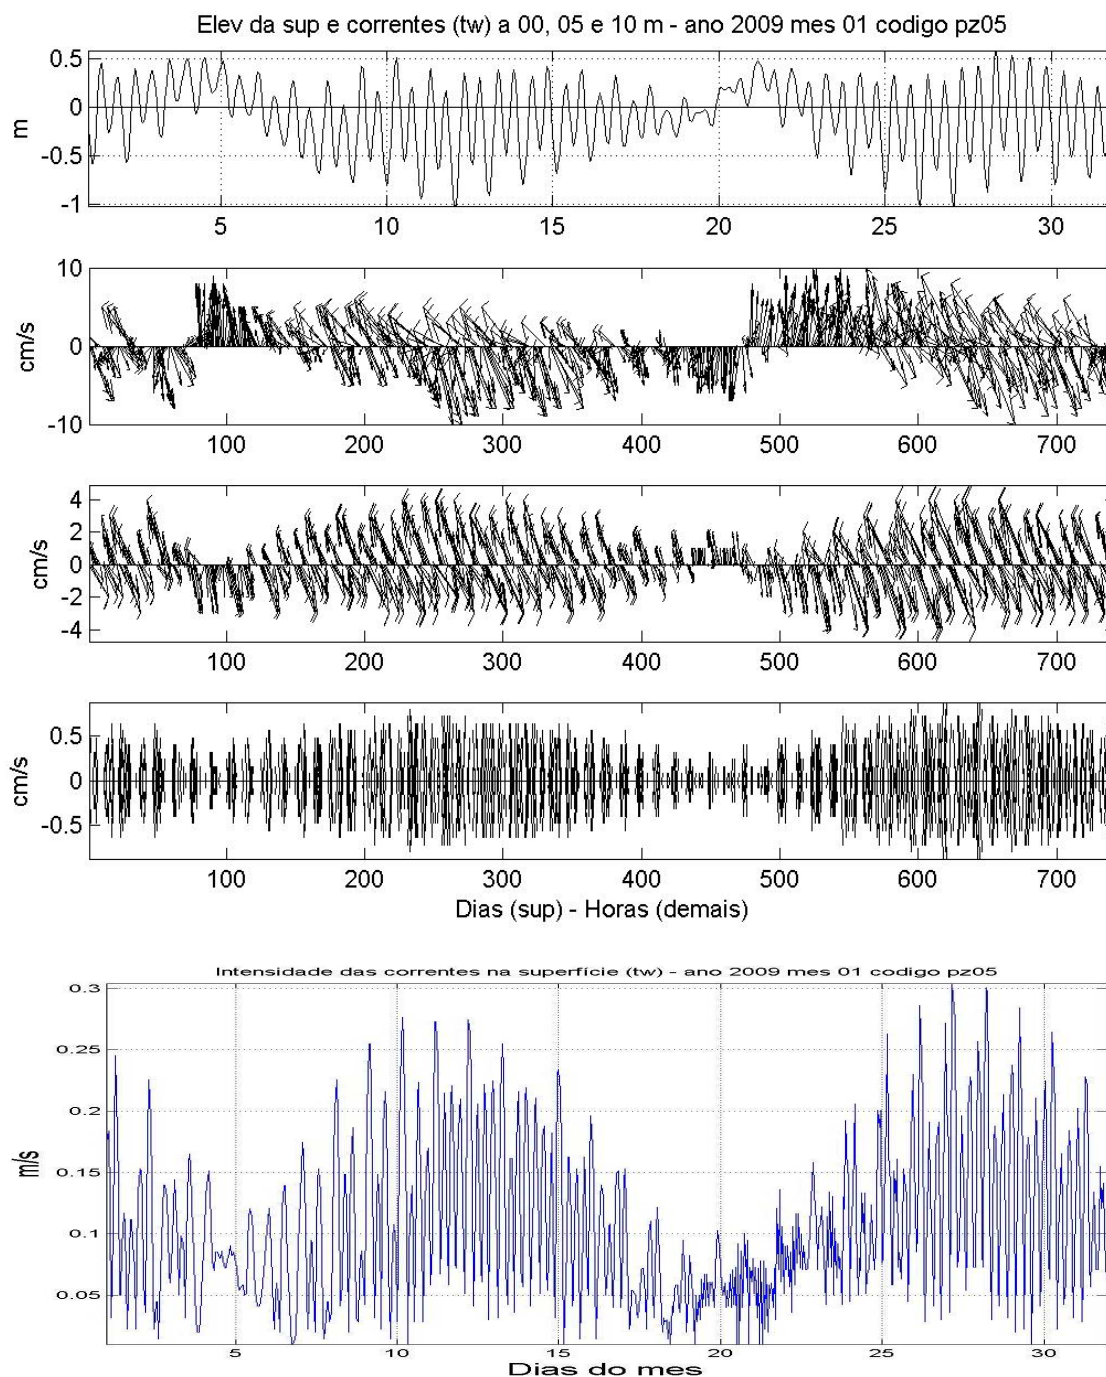 Elev da sup e correntes (tw) a 00, 05 e 10 m - ano 2009 mes 01 codigo pz05
0.5
0
-0.5
-1
m
5 10 15 20 25 30
10
0
-10
cm/s
100 200 300 400 500 600 700
4
2
0
-2
-4
cm/s
100 200 300 400 500 600 700
0.5
0
-0.5
cm/s
100 200 300 400 500 600 700
Dias (sup) - Horas (demais)
Intensidade das correntes na superfície (tw) - ano 2009 mes 01 codigo pz05
0.3
0.25
0.2
0.15
0.1
0.05
m/s
5 10 15 20 25 30
Dias do mes